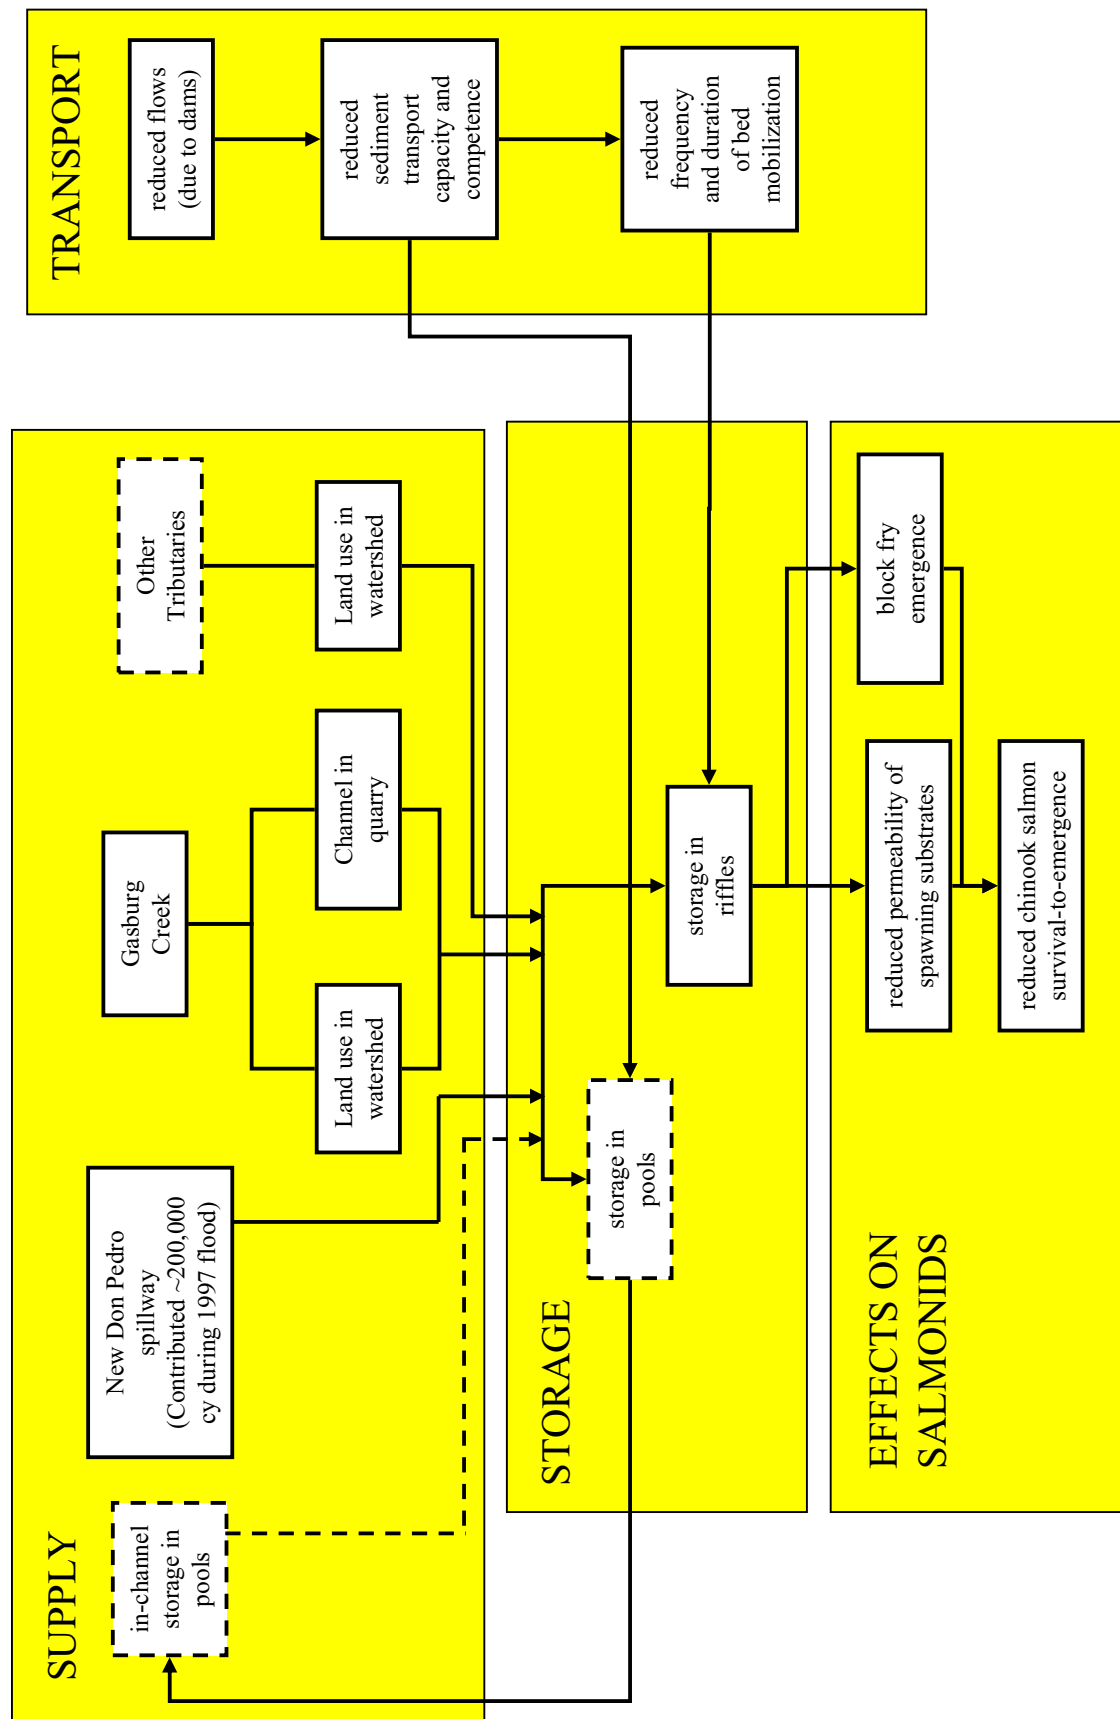 SUPPLY
in-channel
storage in
pools
New Don Pedro
spillway
(Contributed ~200,000
cy during 1997 flood)
Gasburg
Creek
Other
Tributaries
Land use in
watershed
Channel in
quarry
Land use in
watershed
TRANSPORT
reduced flows
(due to dams)
reduced
sediment
transport
capacity and
competence
reduced
frequency
and duration
of bed
mobilization
STORAGE
storage in
pools
storage in
riffles
EFFECTS ON
SALMONIDS
reduced permeability of
spawning substrates
block fry
emergence
reduced chinook salmon
survival-to-emergence